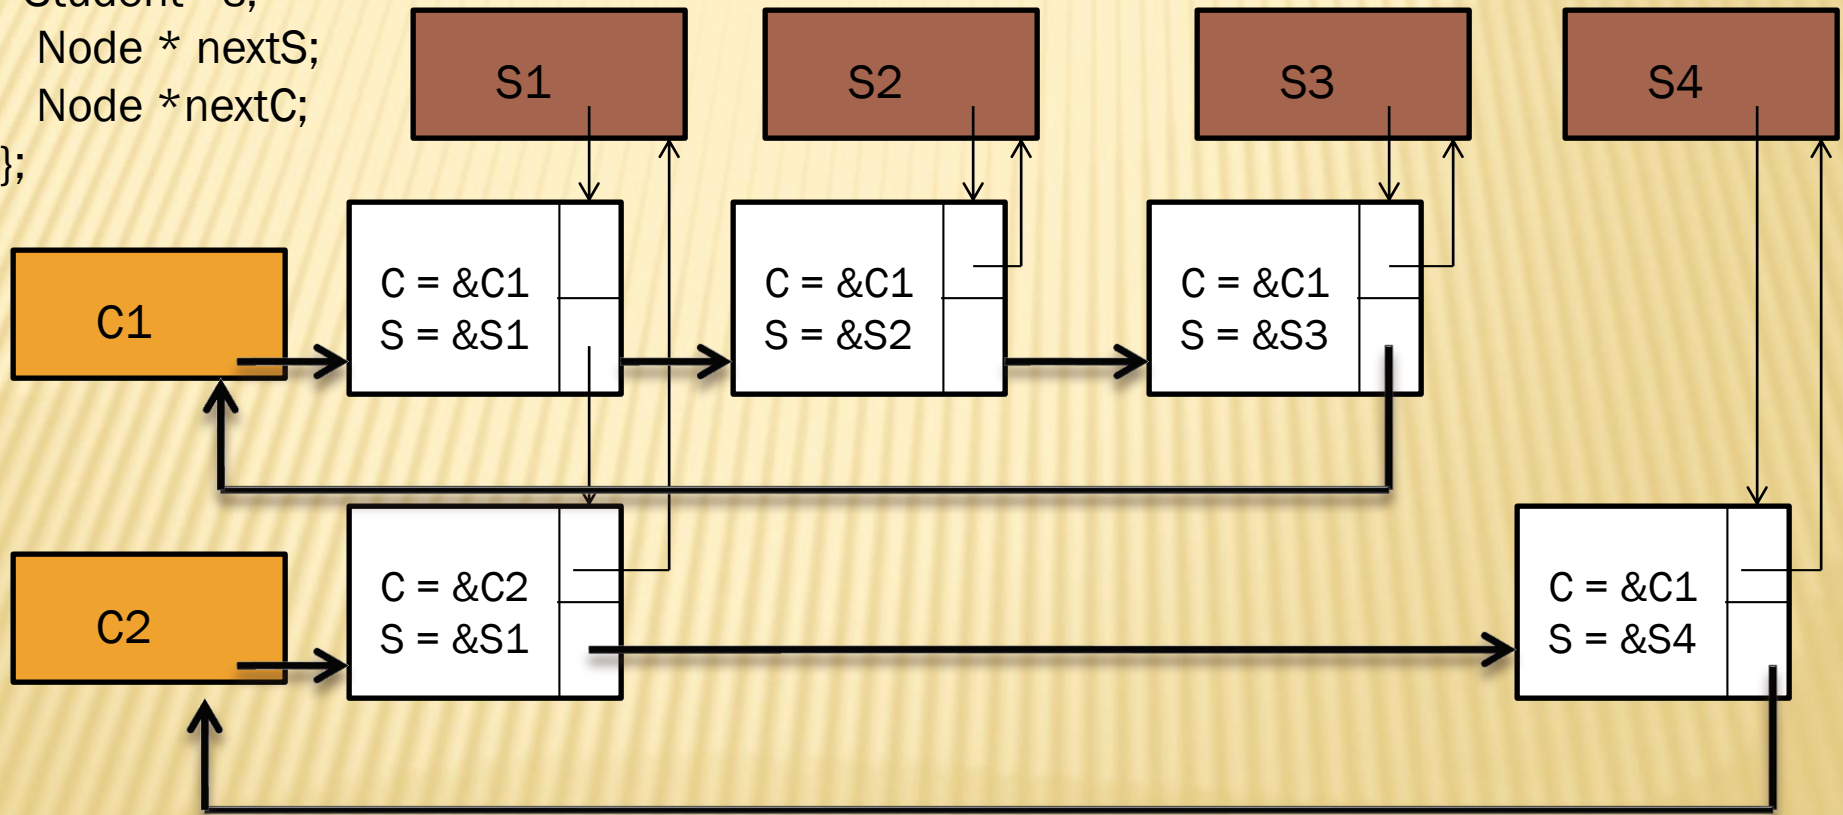 Student * s;
Node * nextS;
Node *nextC;
};
S1
S2
S3
S4
C1
C = &C1
S = &S1
C = &C1
S = &S2
C = &C1
S = &S3
C2
C = &C2
S = &S1
C = &C1
S = &S4